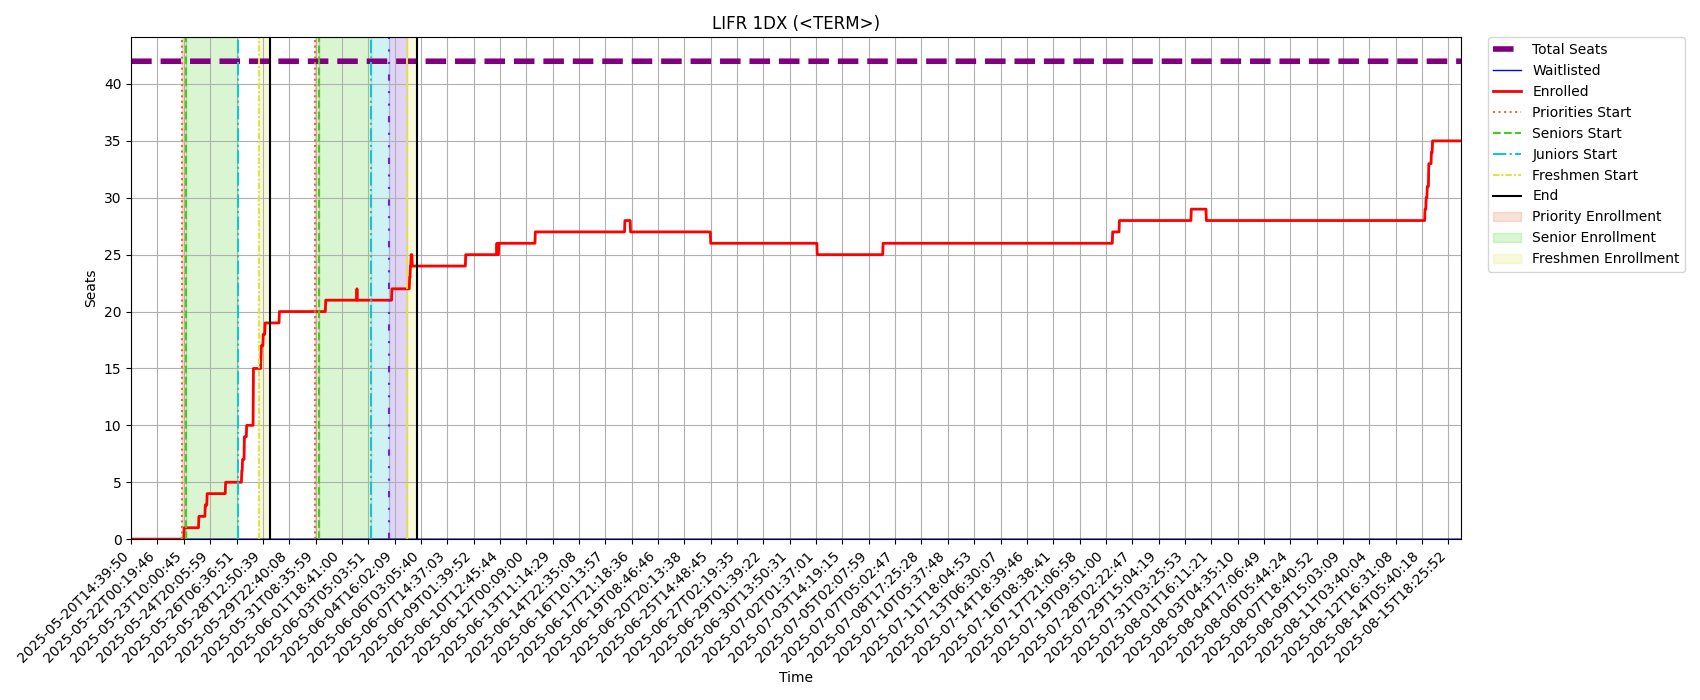 LIFR 1DX (<TERM>)
Total Seats
Waitlisted
Enrolled
Priorities Start
Seniors Start
Juniors Start
Freshmen Start
End
Priority Enrollment
Senior Enrollment
Freshmen Enrollment
Seats
40
35
30
25
20
15
10
5
0
2025-05-20T14:39:50
2025-05-22T00:19:46
2025-05-23T10:00:45
2025-05-24T20:05:59
2025-05-26T06:36:51
2025-05-28T12:50:39
2025-05-29T22:40:08
2025-05-31T08:35:59
2025-06-01T18:41:00
2025-06-03T05:03:51
2025-06-04T16:02:09
2025-06-06T03:05:40
2025-06-07T14:37:03
2025-06-09T01:39:52
2025-06-10T12:45:44
2025-06-12T00:09:00
2025-06-13T11:14:29
2025-06-14T22:35:08
2025-06-16T10:13:57
2025-06-17T21:18:36
2025-06-19T08:46:46
2025-06-20T20:13:38
2025-06-25T14:48:45
2025-06-27T02:19:35
2025-06-29T01:39:22
2025-06-30T13:50:31
2025-07-02T01:37:01
2025-07-03T14:19:15
2025-07-05T02:07:59
2025-07-07T05:02:47
2025-07-08T17:25:28
2025-07-10T05:37:48
2025-07-11T18:04:53
2025-07-13T06:30:07
2025-07-14T18:39:46
2025-07-16T08:38:41
2025-07-17T21:06:58
2025-07-19T09:51:00
2025-07-28T02:22:47
2025-07-29T15:04:19
2025-07-31T03:25:53
2025-08-01T16:11:21
2025-08-03T04:35:10
2025-08-04T17:06:49
2025-08-06T05:44:24
2025-08-07T18:40:52
2025-08-09T15:03:09
2025-08-11T03:40:04
2025-08-12T16:31:08
2025-08-14T05:40:18
2025-08-15T18:25:52
Time